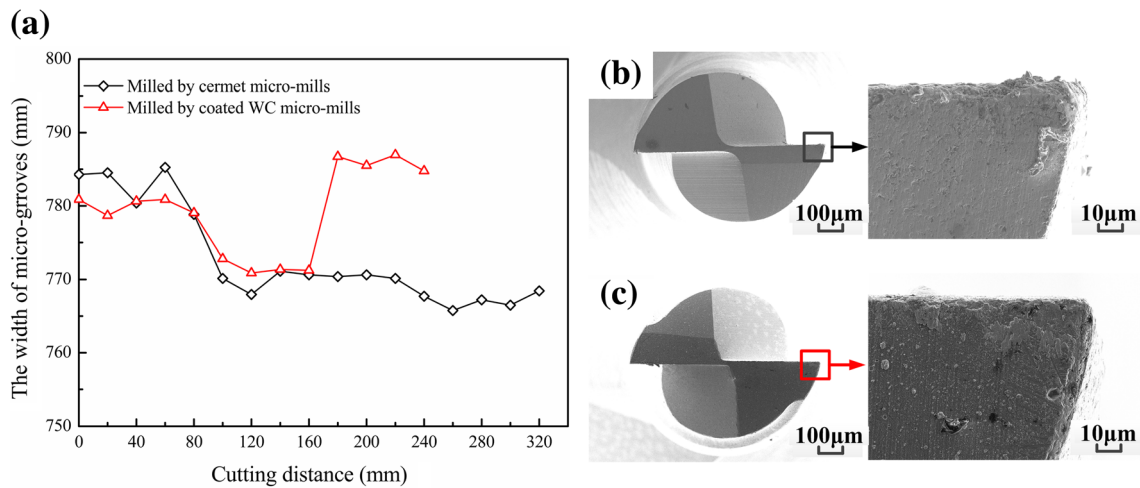 (a)
800
790
780
770
760
750
The width of micro-grroves (mm)
Milled by cermet micro-mills
Milled by coated WC micro-mills
0 40 80 120 160 200 240 280 320
Cutting distance (mm)
(b)
100μm
10μm
(c)
100μm
10μm